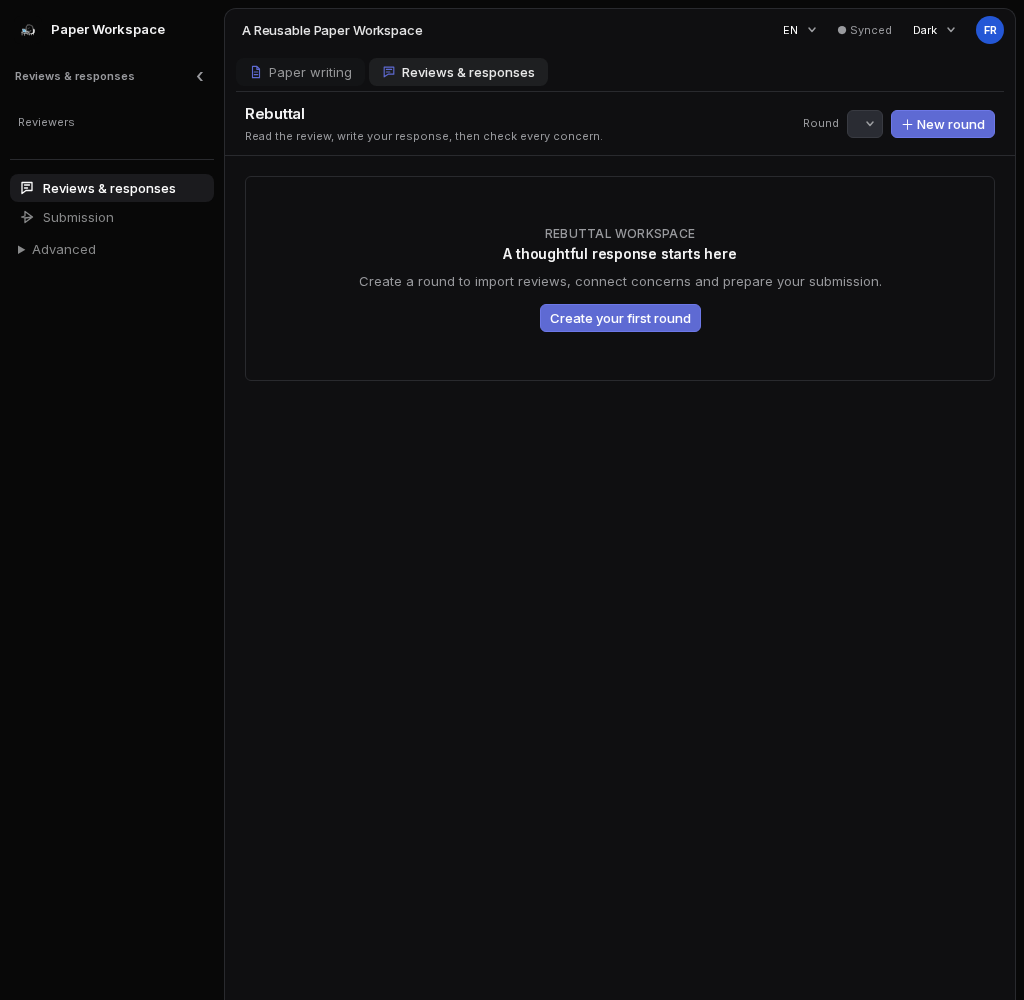 Paper Workspace
Reviews & responses
Reviewers
Reviews & responses
Submission
Advanced
A Reusable Paper Workspace
EN
Synced
Dark
FR
Paper writing
Reviews & responses
Rebuttal
Read the review, write your response, then check every concern.
Round
+ New round
REBUTTAL WORKSPACE
A thoughtful response starts here
Create a round to import reviews, connect concerns and prepare your submission.
Create your first round